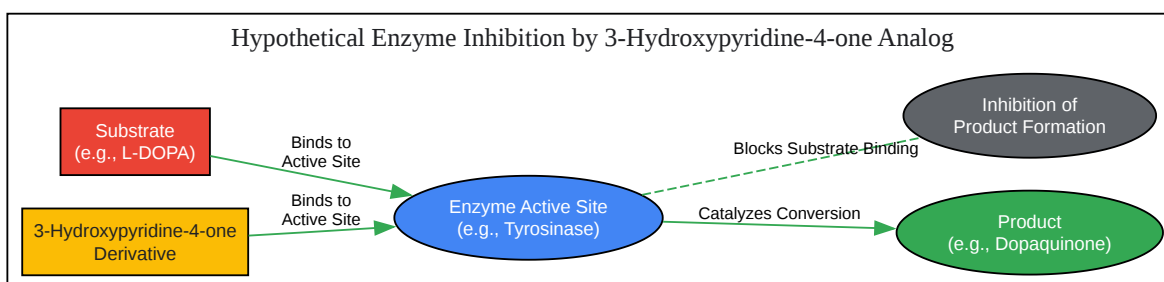 Hypothetical Enzyme Inhibition by 3-Hydroxypyridine-4-one Analog
Substrate
(e.g., L-DOPA)
Binds to
Active Site
3-Hydroxypyridine-4-one
Derivative
Binds to
Active Site
Enzyme Active Site
(e.g., Tyrosinase)
Blocks Substrate Binding
Inhibition of
Product Formation
Catalyzes Conversion
Product
(e.g., Dopaquinone)